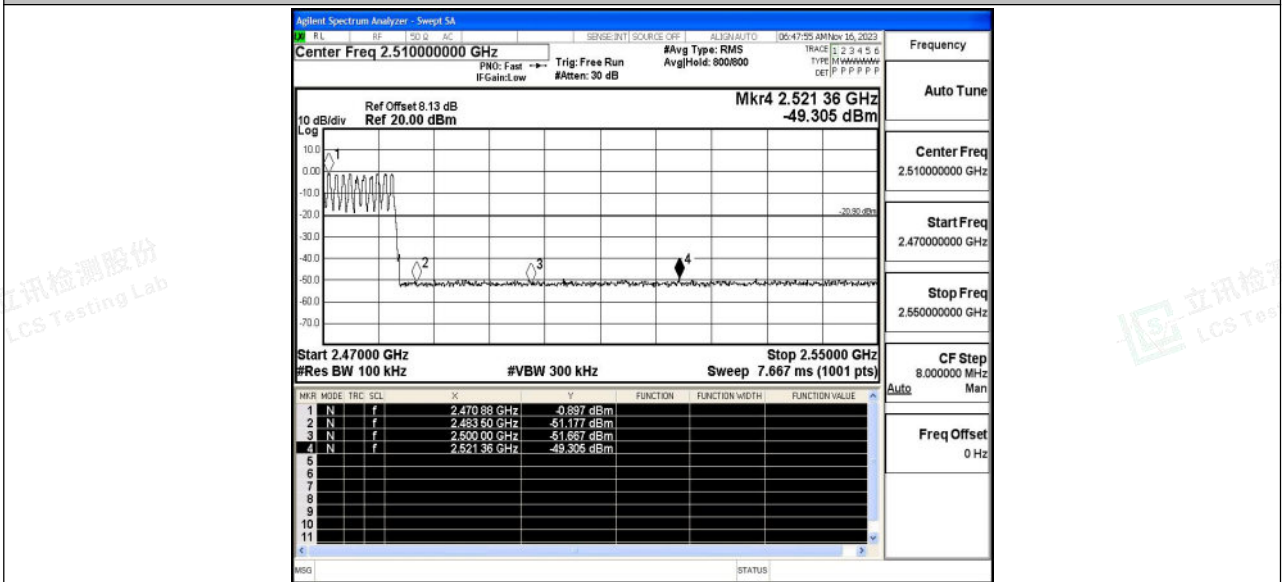 Agilent Spectrum Analyzer - Swept SA
RL RF 50 Ω AC SENSE:INT SOURCE OFF ALIGNAUTO 06:47:55 AM Nov 16, 2023
Center Freq 2.510000000 GHz
PNO: Fast
IFGain:Low
Trig: Free Run
#Atten: 30 dB
#Avg Type: RMS
Avg|Hold: 800/800
TRACE 1 2 3 4 5 6
TYPE M W W W W W
DET P P P P P P
Frequency
Auto Tune
Center Freq
2.510000000 GHz
Start Freq
2.470000000 GHz
Stop Freq
2.550000000 GHz
CF Step
8.000000 MHz
Auto Man
Freq Offset
0 Hz
Mkr4 2.521 36 GHz
-49.305 dBm
Ref Offset 8.13 dB
10 dB/div Ref 20.00 dBm
Log
10.0
0.00
-10.0
-20.0
-30.0
-40.0
-50.0
-60.0
-70.0
1
2
3
4
-20.90 dBm
Start 2.47000 GHz Stop 2.55000 GHz
#Res BW 100 kHz #VBW 300 kHz Sweep 7.667 ms (1001 pts)
MKR MODE TRC SCL X Y FUNCTION FUNCTION WIDTH FUNCTION VALUE
1 N f 2.470 88 GHz -0.897 dBm
2 N f 2.483 50 GHz -51.177 dBm
3 N f 2.500 00 GHz -51.667 dBm
4 N f 2.521 36 GHz -49.305 dBm
5
6
7
8
9
10
11
MSG STATUS
立讯检测股份
LCS Testing Lab
立讯检
LCS Tes